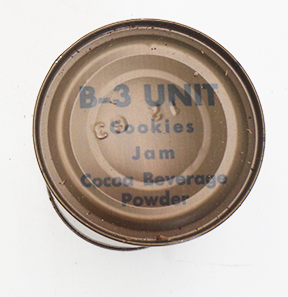 B-3 UNIT
Cookies
Jam
Cocoa Beverage
Powder